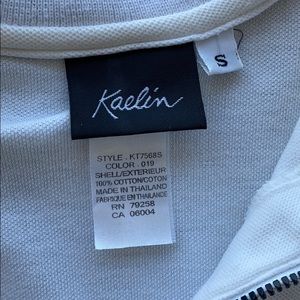 Kaelin
S
STYLE . KT7568S
COLOR . 019
SHELL/EXTERIEUR
100% COTTON/COTON
MADE IN THAILAND
FABRIQUE EN THAILANDE
RN 79258
CA 06004